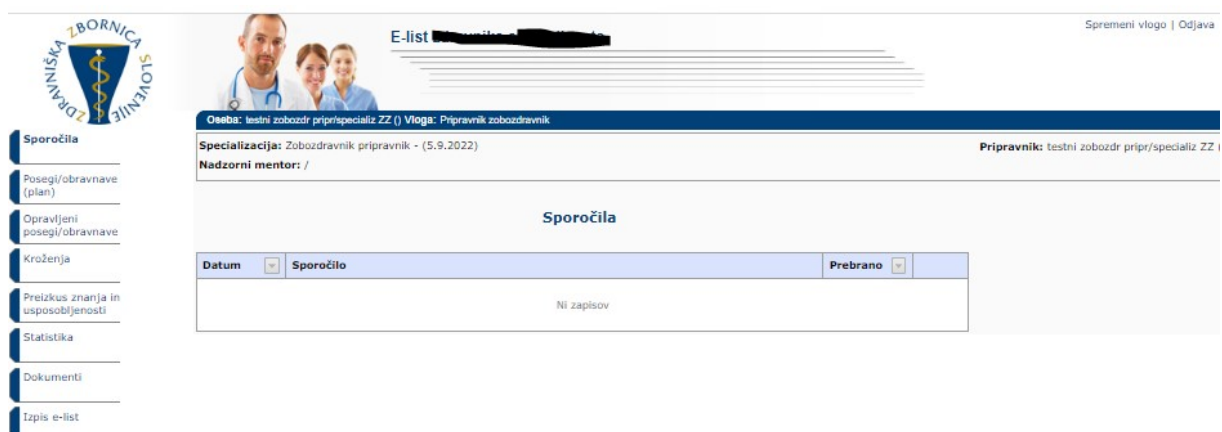 ZDRAVNIŠKA ZBORNICA SLOVENIJE
E-list
Spremeni vlogo | Odjava
Oseba: testni zobozdr pripr/specializ ZZ () Vloga: Pripravnik zobozdravnik
Specializacija: Zobozdravnik pripravnik - (5.9.2022)
Pripravnik: testni zobozdr pripr/specializ ZZ (
Nadzorni mentor: /
Sporočila
Posegi/obravnave
(plan)
Opravljeni
posegi/obravnave
Kroženja
Preizkus znanja in
usposobljenosti
Statistika
Dokumenti
Izpis e-list
Sporočila
Datum Sporočilo Prebrano
Ni zapisov